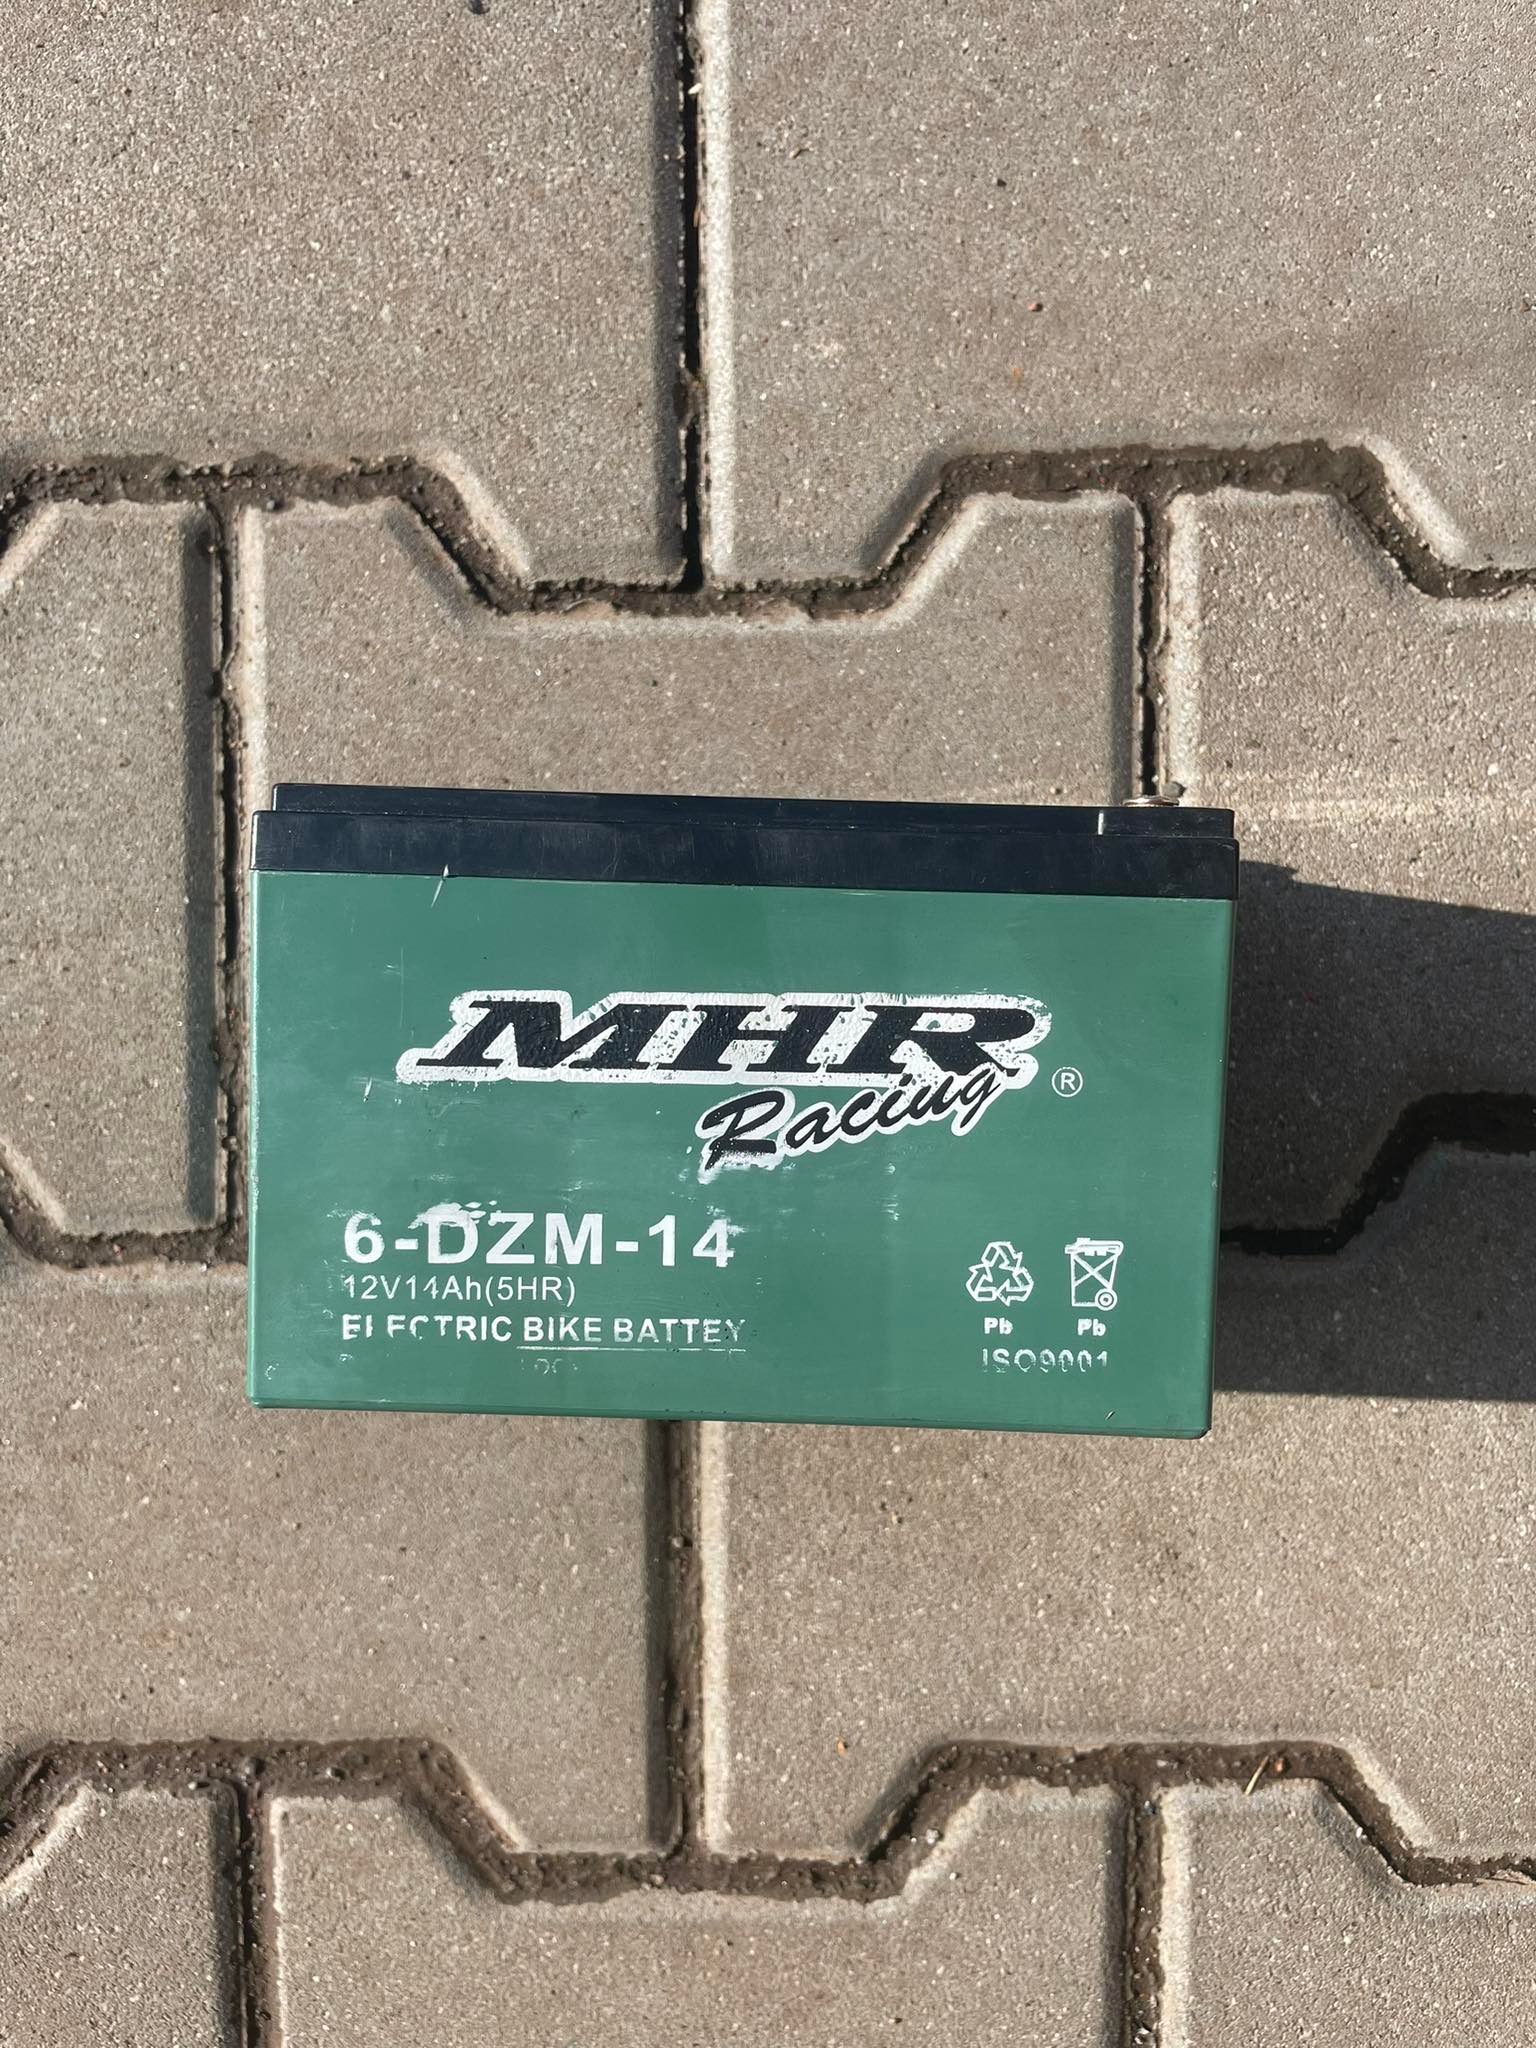 MHR
Racing
®
6-DZM-14
12V14Ah(5HR)
ELECTRIC BIKE BATTEY
Pb Pb
ISO9001